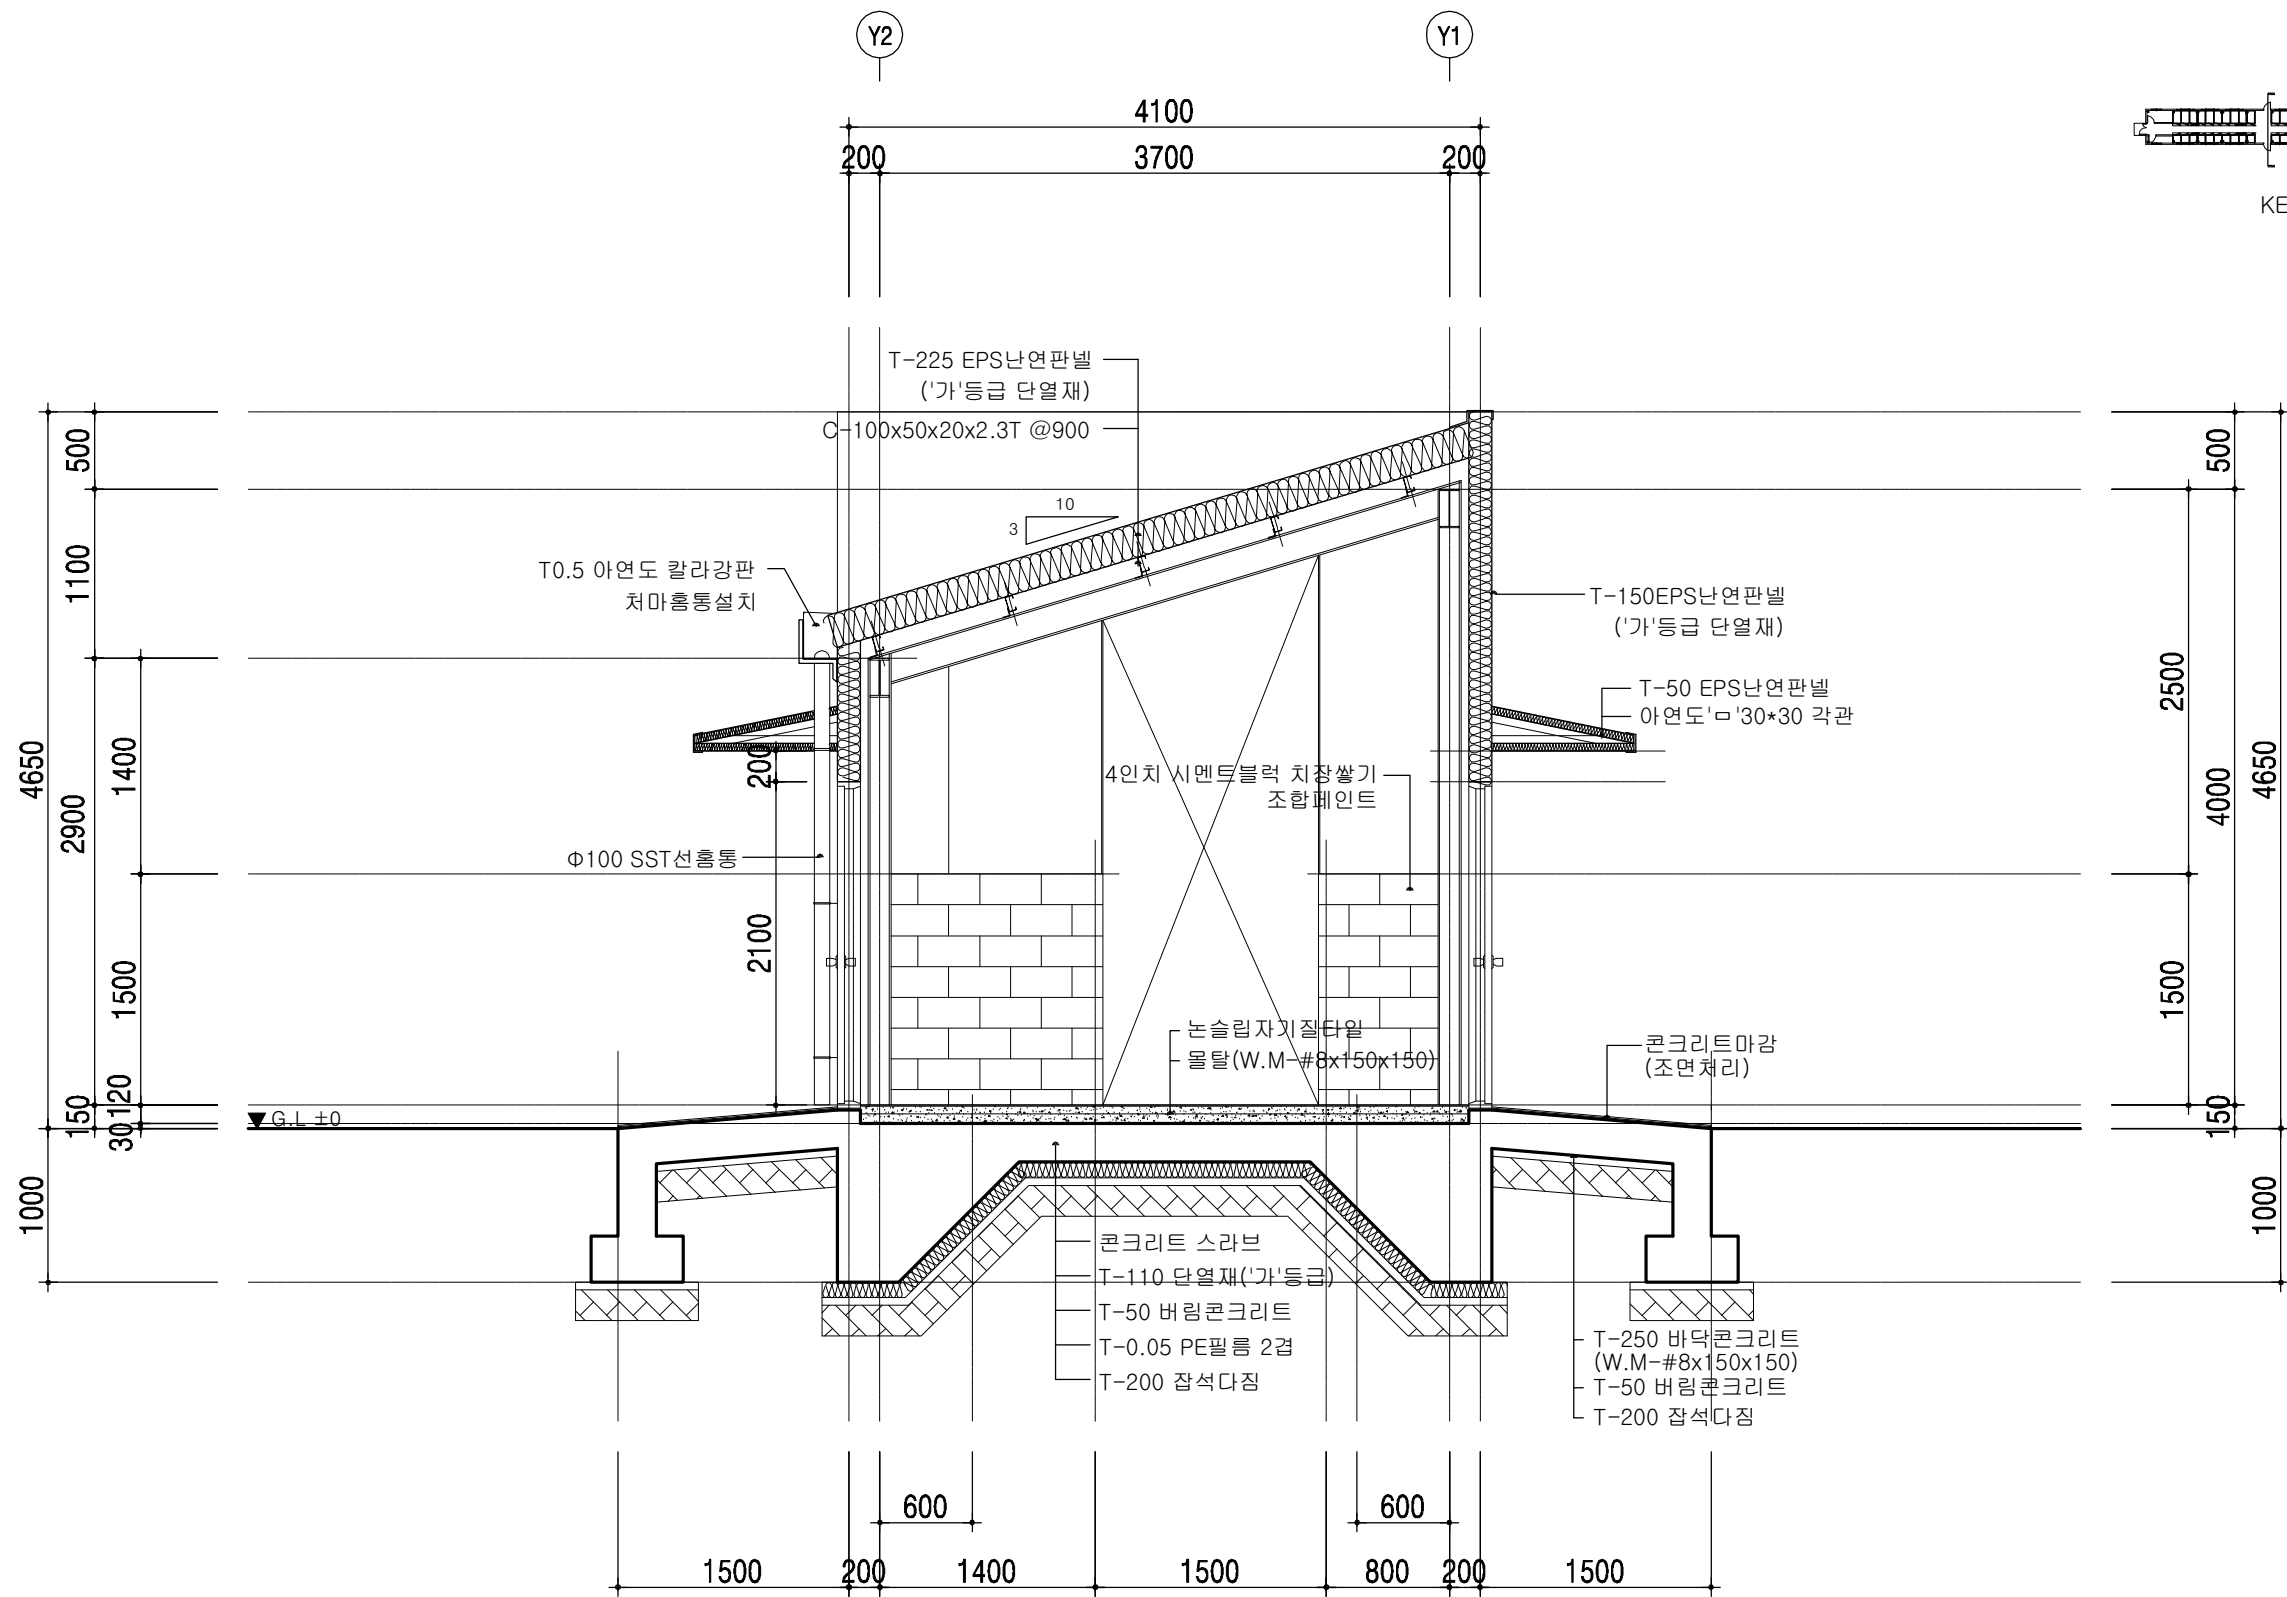 Y2
Y1
4100
200
3700
200
KE
T-225 EPS난연판넬
('가'등급 단열재)
C-100x50x20x2.3T @900
10
3
T0.5 아연도 칼라강판
처마홈통설치
T-150EPS난연판넬
('가'등급 단열재)
T-50 EPS난연판넬
아연도'ㅁ'30*30 각관
4인치 시멘트블럭 치장쌓기
조합페인트
Φ100 SST선홈통
논슬립자기질타일
몰탈(W.M-#8x150x150)
콘크리트마감
(조면처리)
G.L ±0
4650
1000
500
1100
2900
150
1400
1500
120
30
200
2100
2500
1500
500
4000
150
4650
1000
콘크리트 스라브
T-110 단열재('가'등급)
T-50 버림콘크리트
T-0.05 PE필름 2겹
T-200 잡석다짐
T-250 바닥콘크리트
(W.M-#8x150x150)
T-50 버림콘크리트
T-200 잡석다짐
600
600
1500
200
1400
1500
800
200
1500